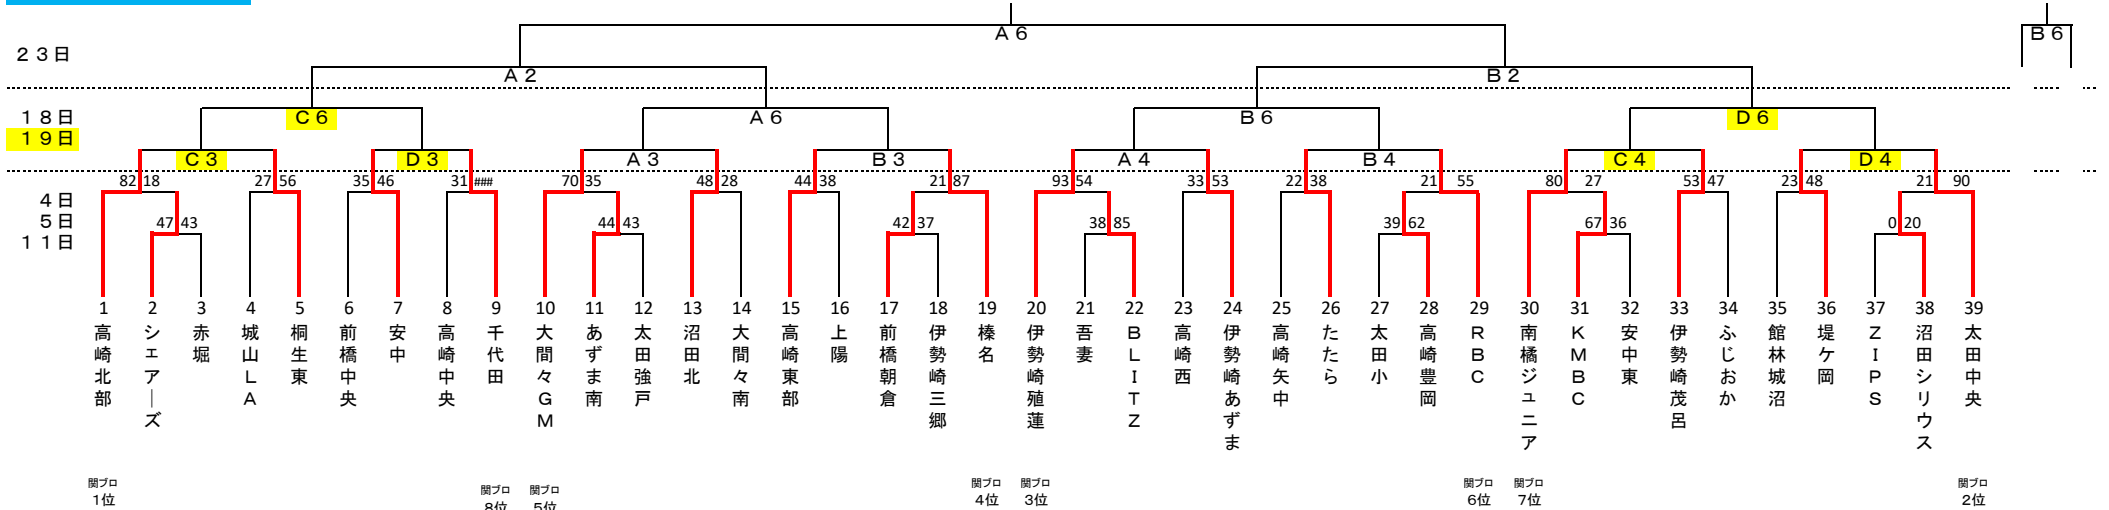 Ａ６
Ｂ６
２３日
Ａ２
Ｂ２
１８日
Ｃ６
Ａ６
Ｂ６
Ｄ６
１９日
Ｃ３
Ｄ３
Ａ３
Ｂ３
Ａ４
Ｂ４
Ｃ４
Ｄ４
82 18 27 56 35 46 31 ### 70 35 48 28 44 38 21 87 93 54 33 53 22 38 21 55 80 27 53 47 23 48 21 90
４日
５日
47 43 44 43 42 37 38 85 39 62 67 36 0 20
１１日
1 2 3 4 5 6 7 8 9 10 11 12 13 14 15 16 17 18 19 20 21 22 23 24 25 26 27 28 29 30 31 32 33 34 35 36 37 38 39
高崎北部
シェアーズ
赤堀
城山ＬＡ
桐生東
前橋中央
安中
高崎中央
千代田
大間々ＧＭ
あずま南
太田強戸
沼田北
大間々南
高崎東部
上陽
前橋朝倉
伊勢崎三郷
榛名
伊勢崎殖蓮
吾妻
ＢＬＩＴＺ
高崎西
伊勢崎あずま
高崎矢中
たたら
太田小
高崎豊岡
ＲＢＣ
南橘ジュニア
ＫＭＢＣ
安中東
伊勢崎茂呂
ふじおか
館林城沼
堤ケ岡
ＺＩＰＳ
沼田シリウス
太田中央
関ブロ
1位
関ブロ
8位
関ブロ
5位
関ブロ
4位
関ブロ
3位
関ブロ
6位
関ブロ
7位
関ブロ
2位